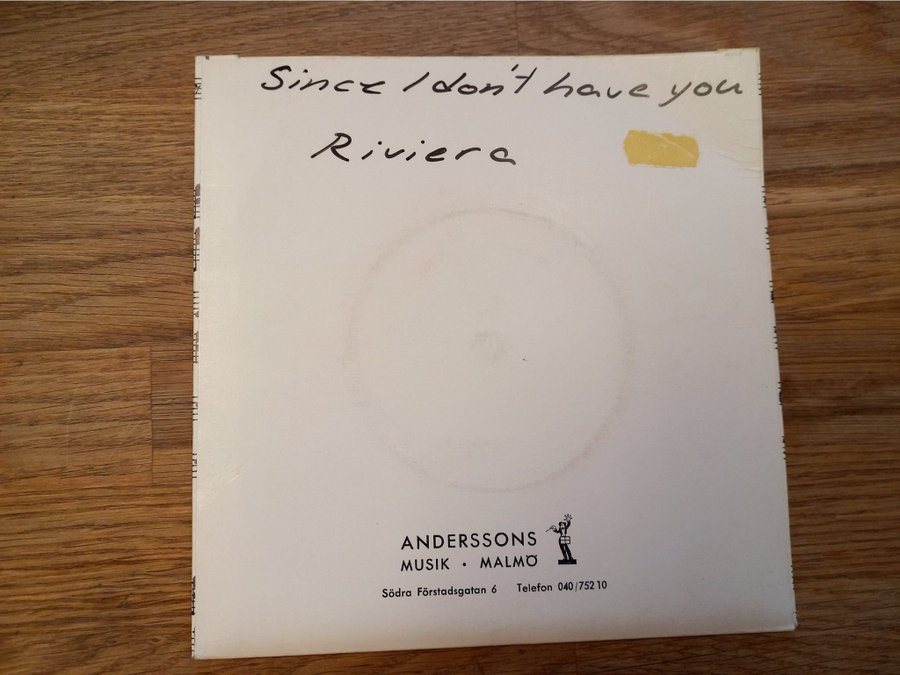 Since I don't have you
Riviera
ANDERSSONS
MUSIK • MALMÖ
Södra Förstadsgatan 6 Telefon 040/752 10